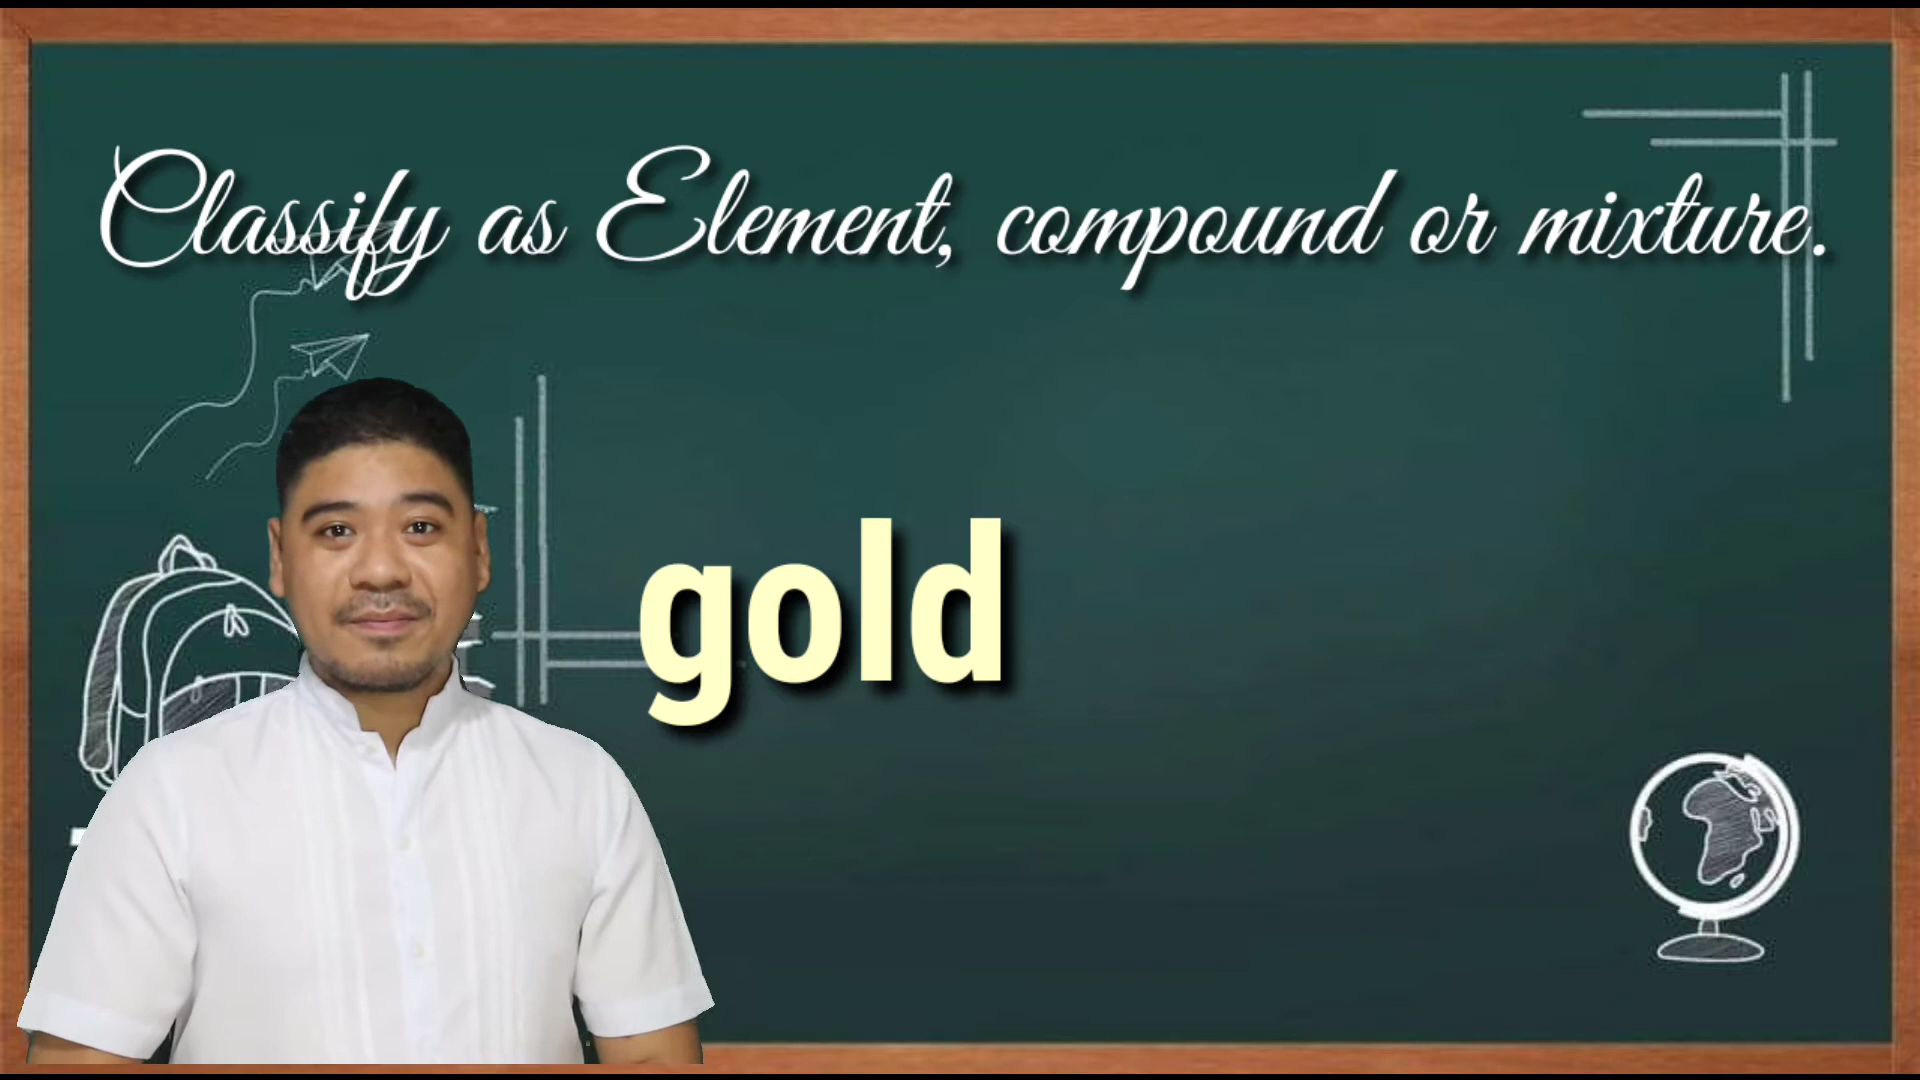 Classify as Element, compound or mixture.
gold